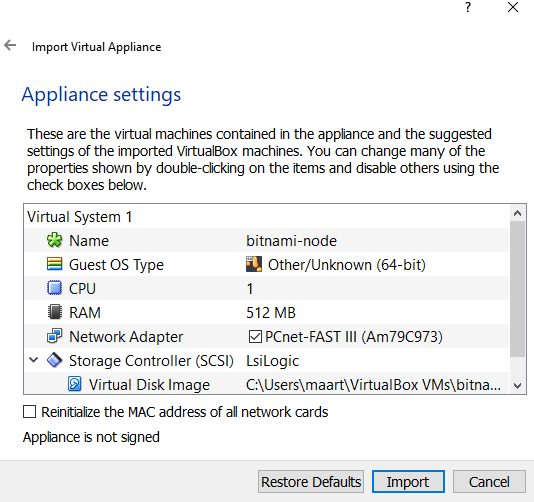 ?
Import Virtual Appliance
Appliance settings
These are the virtual machines contained in the appliance and the suggested
settings of the imported VirtualBox machines. You can change many of the
properties shown by double-clicking on the items and disable others using the
check boxes below.
Virtual System 1
Name bitnami-node
Guest OS Type Other/Unknown (64-bit)
CPU 1
RAM 512 MB
Network Adapter PCnet-FAST III (Am79C973)
Storage Controller (SCSI) LsiLogic
Virtual Disk Image C:\Users\maart\VirtualBox VMs\bitna...
Reinitialize the MAC address of all network cards
Appliance is not signed
Restore Defaults Import Cancel